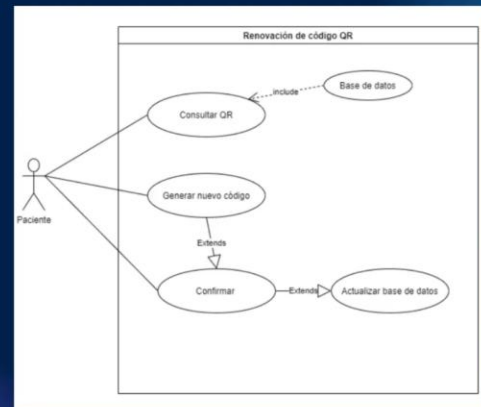 Renovación de código QR
Base de datos
include
Consultar QR
Generar nuevo código
Paciente
Extends
Confirmar
Extends
Actualizar base de datos